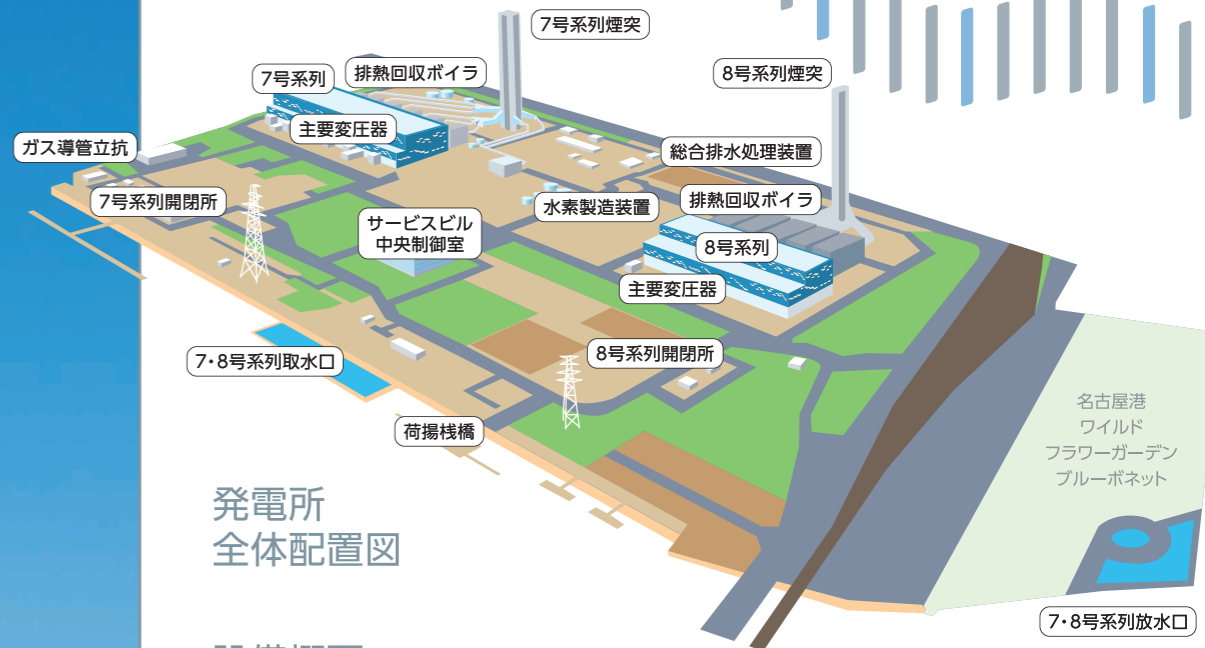 7号系列煙突
7号系列
排熱回収ボイラ
8号系列煙突
主要変圧器
ガス導管立抗
総合排水処理装置
7号系列開閉所
水素製造装置
排熱回収ボイラ
サービスビル
中央制御室
8号系列
主要変圧器
7・8号系列取水口
8号系列開閉所
荷揚桟橋
名古屋港
ワイルド
フラワーガーデン
ブルーボネット
発電所
全体配置図
7・8号系列放水口